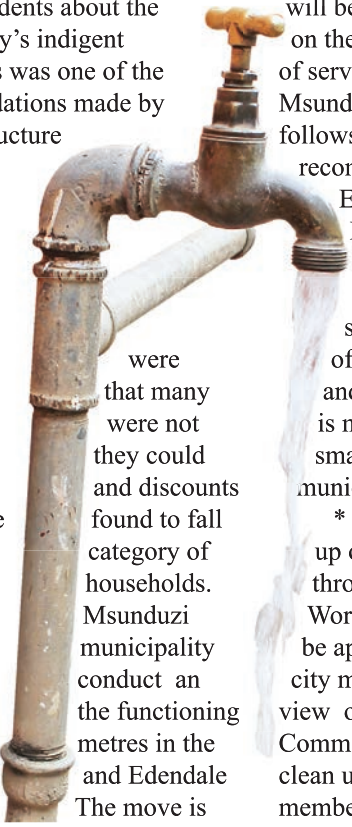 dents about the
y's indigent
s was one of the
dations made by
ucture
were
that many
were not
they could
and discounts
e found to fall
category of
households.
Msunduzi
municipality
conduct an
the functioning
metres in the
and Edendale
The move is
will be
on the
of serv
Msund
follows
recon
E
s
of
and
is n
sma
munic
*
up o
thro
Wor
be ap
city m
view o
Comm
clean u
membe